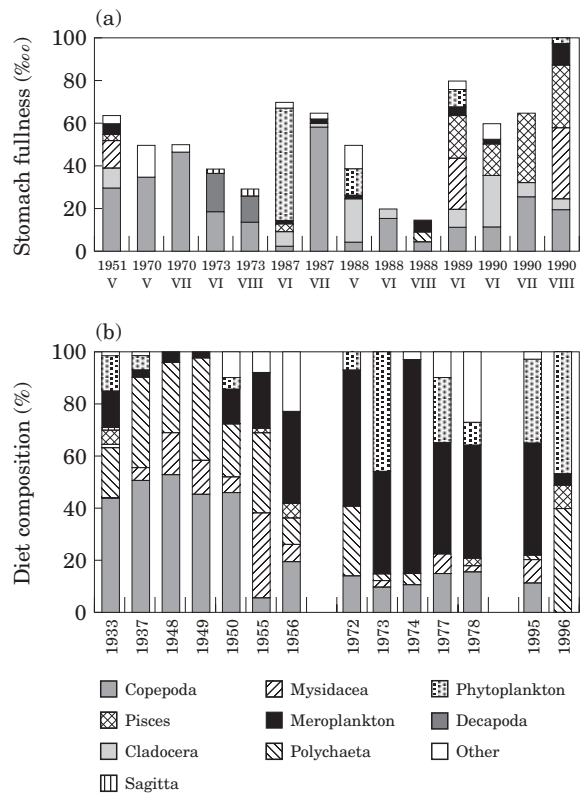 (a)
Stomach fullness (‰₀)
100
80
60
40
20
0
1951 1970 1970 1973 1973 1987 1987 1988 1988 1988 1989 1990 1990 1990
V V VII VI VIII VI VII V VI VIII VI VI VII VIII
(b)
Diet composition (%)
100
80
60
40
20
0
1933 1937 1948 1949 1950 1955 1956 1972 1973 1974 1977 1978 1995 1996
Copepoda Mysidacea Phytoplankton
Pisces Meroplankton Decapoda
Cladocera Polychaeta Other
Sagitta